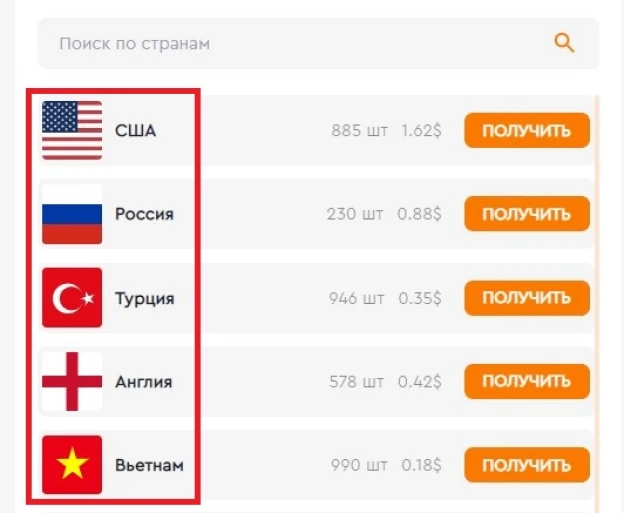 Поиск по странам
США 885 шт 1.62$ ПОЛУЧИТЬ
Россия 230 шт 0.88$ ПОЛУЧИТЬ
Турция 946 шт 0.35$ ПОЛУЧИТЬ
Англия 578 шт 0.42$ ПОЛУЧИТЬ
Вьетнам 990 шт 0.18$ ПОЛУЧИТЬ